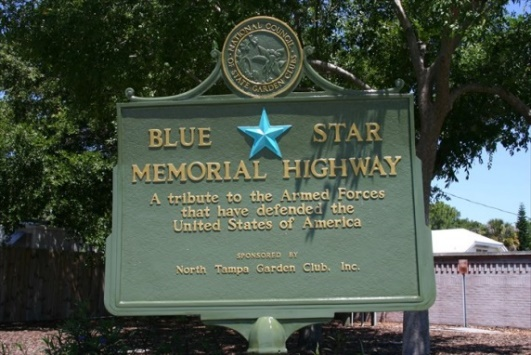 NATIONAL COUNCIL OF STATE GARDEN
BLUE STAR
MEMORIAL HIGHWAY
A tribute to the Armed Forces
that have defended the
United States of America
SPONSORED BY
North Tampa Garden Club, Inc.